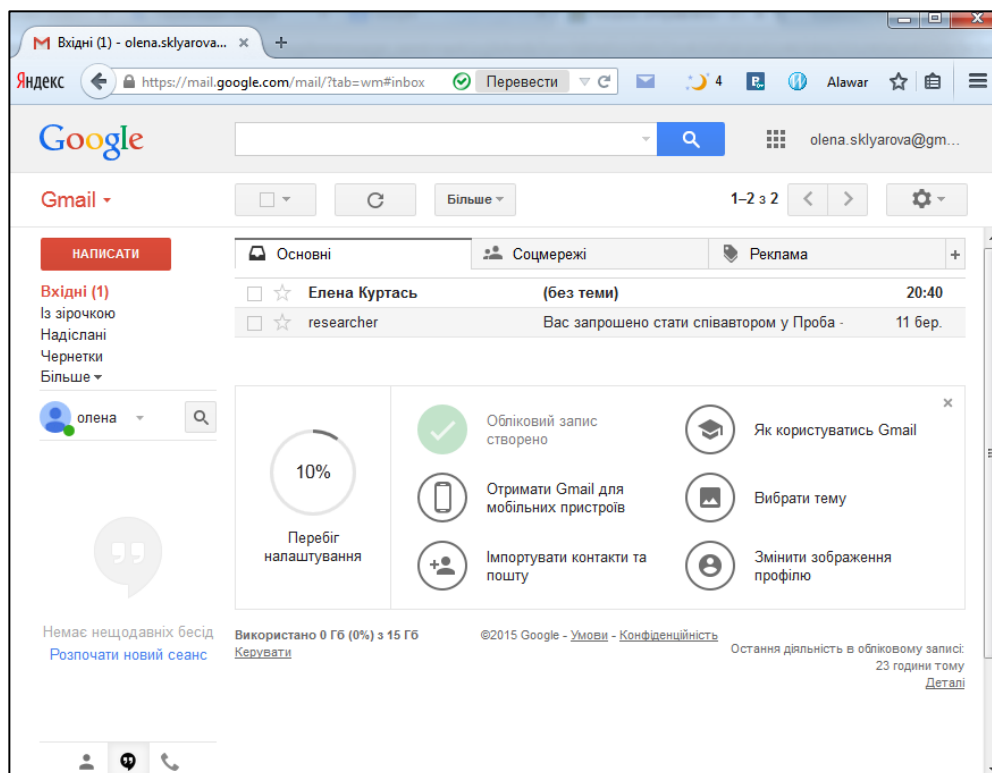 Вхідні (1) - olena.sklyarova...
Яндекс https://mail.google.com/mail/?tab=wm#inbox Перевести 4 Alawar
Google olena.sklyarova@gm...
Gmail Більше 1–2 з 2
НАПИСАТИ
Основні Соцмережі Реклама +
Вхідні (1)
Із зірочкою
Надіслані
Чернетки
Більше
Елена Куртась (без теми) 20:40
researcher Вас запрошено стати співавтором у Проба - 11 бер.
олена
10%
Перебіг
налаштування
Обліковий запис
створено
Як користуватись Gmail
Отримати Gmail для
мобільних пристроїв
Вибрати тему
Імпортувати контакти та
пошту
Змінити зображення
профілю
Немає нещодавніх бесід
Розпочати новий сеанс
Використано 0 Гб (0%) з 15 Гб
Керувати
©2015 Google - Умови - Конфіденційність
Остання діяльність в обліковому записі:
23 години тому
Деталі